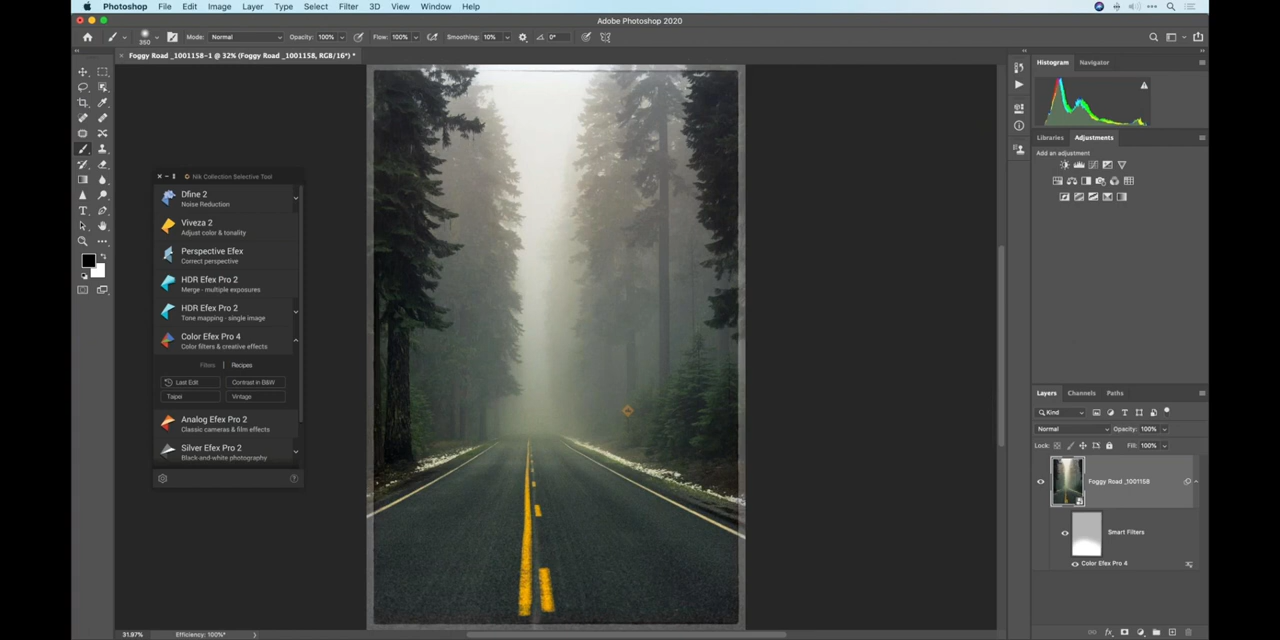 Photoshop File Edit Image Layer Type Select Filter 3D View Window Help
Adobe Photoshop 2020
350 Mode: Normal Opacity: 100% Flow: 100% Smoothing: 10% 0°
× Foggy Road _1001158-1 @ 32% (Foggy Road _1001158, RGB/16*) *
Histogram Navigator
Libraries Adjustments
Add an adjustment
Nik Collection Selective Tool
Dfine 2
Noise Reduction
Viveza 2
Adjust color & tonality
Perspective Efex
Correct perspective
HDR Efex Pro 2
Merge - multiple exposures
HDR Efex Pro 2
Tone mapping - single image
Color Efex Pro 4
Color filters & creative effects
Filters | Recipes
Last Edit Contrast in B&W
Taipei Vintage
Analog Efex Pro 2
Classic cameras & film effects
Silver Efex Pro 2
Black-and-white photography
Layers Channels Paths
Kind
Normal Opacity: 100%
Lock: Fill: 100%
Foggy Road _1001158
Smart Filters
Color Efex Pro 4
31.97% Efficiency: 100%*